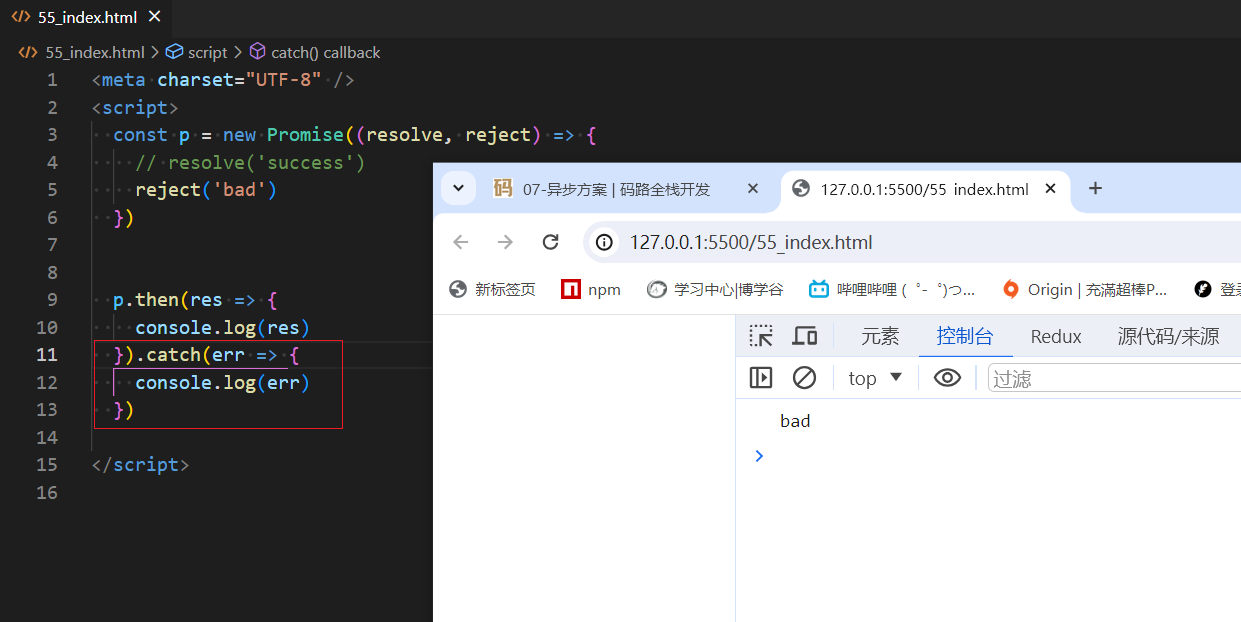 55_index.html
55_index.html > script > catch() callback
1 <meta charset="UTF-8" />
2 <script>
3 const p = new Promise((resolve, reject) => {
4 // resolve('success')
5 reject('bad')
6 })
7
8
9 p.then(res => {
10 console.log(res)
11 }).catch(err => {
12 console.log(err)
13 })
14
15 </script>
16
码 07-异步方案 | 码路全栈开发
127.0.0.1:5500/55_index.html
127.0.0.1:5500/55_index.html
新标签页 npm 学习中心|博学谷 哔哩哔哩 ( ゜- ゜)つ... Origin | 充滿超棒P... 登录
元素 控制台 Redux 源代码/来源
top 过滤
bad